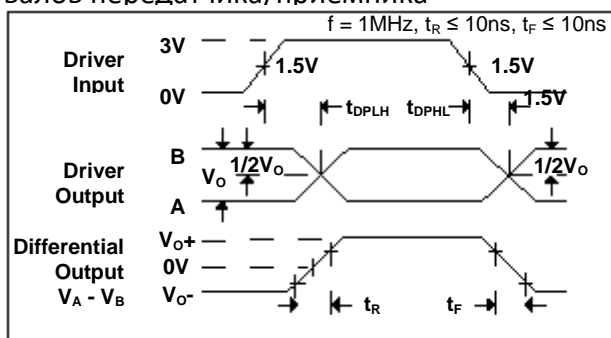 валов передатчика/приемника
f = 1MHz, tR ≤ 10ns, tF ≤ 10ns
3V
Driver
Input
1.5V
1.5V
0V
1.5V
tDPLH
tDPHL
B
Driver
Output
VO
1/2VO
1/2VO
A
Differential
Output
VA - VB
VO+
0V
VO-
tR
tF